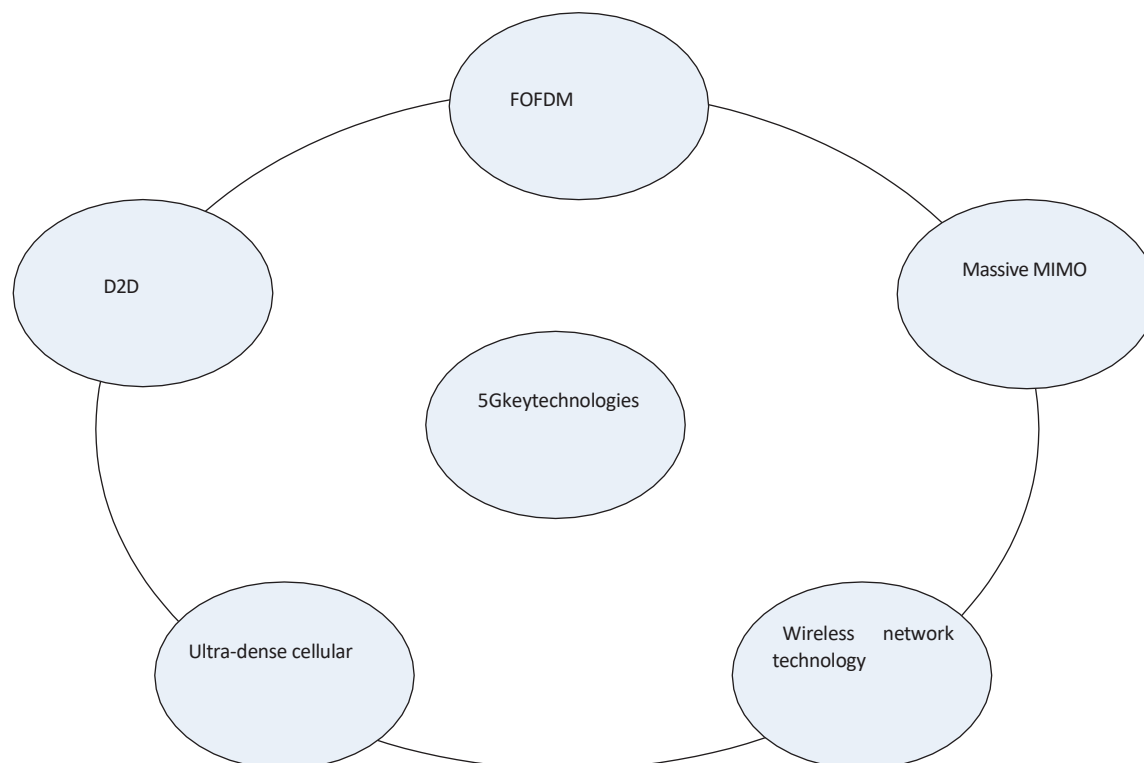 FOFDM
D2D
Massive MIMO
5Gkeytechnologies
Ultra-dense cellular
Wireless network
technology